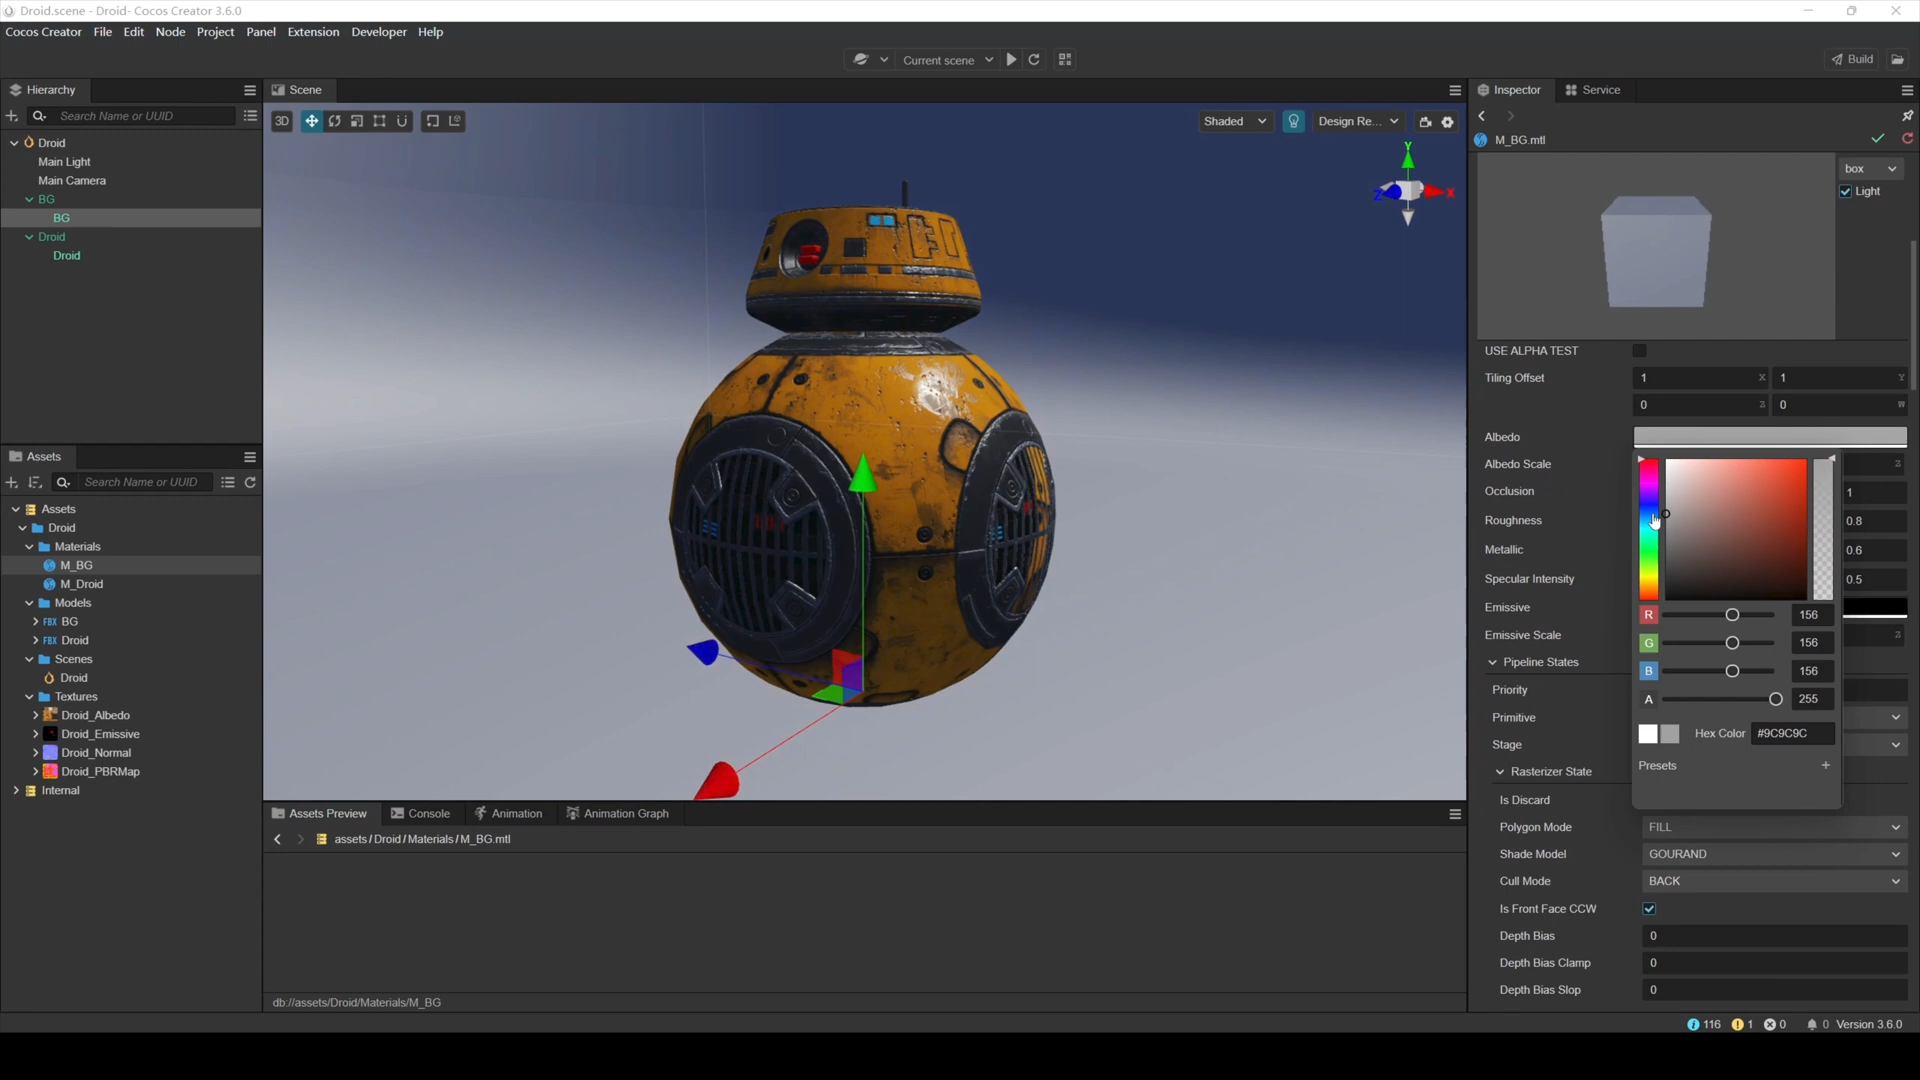 Droid.scene - Droid- Cocos Creator 3.6.0
Cocos Creator File Edit Node Project Panel Extension Developer Help
Current scene
Build
Hierarchy
Search Name or UUID
Droid
Main Light
Main Camera
BG
BG
Droid
Droid
Assets
Search Name or UUID
Assets
Droid
Materials
M_BG
M_Droid
Models
FBX BG
FBX Droid
Scenes
Droid
Textures
Droid_Albedo
Droid_Emissive
Droid_Normal
Droid_PBRMap
Internal
Scene
3D
Shaded
Design Re...
Y
Z
X
Assets Preview Console Animation Animation Graph
assets / Droid / Materials / M_BG.mtl
db://assets/Droid/Materials/M_BG
Inspector Service
M_BG.mtl
box
Light
USE ALPHA TEST
Tiling Offset 1 X 1 Y
0 Z 0 W
Albedo
Albedo Scale Z
Occlusion 1
Roughness 0.8
Metallic 0.6
Specular Intensity 0.5
Emissive
Emissive Scale Z
Pipeline States
Priority
Primitive
Stage
Rasterizer State
Is Discard
Polygon Mode FILL
Shade Model GOURAND
Cull Mode BACK
Is Front Face CCW
Depth Bias 0
Depth Bias Clamp 0
Depth Bias Slop 0
R 156
G 156
B 156
A 255
Hex Color #9C9C9C
Presets +
116 1 0 0 Version 3.6.0